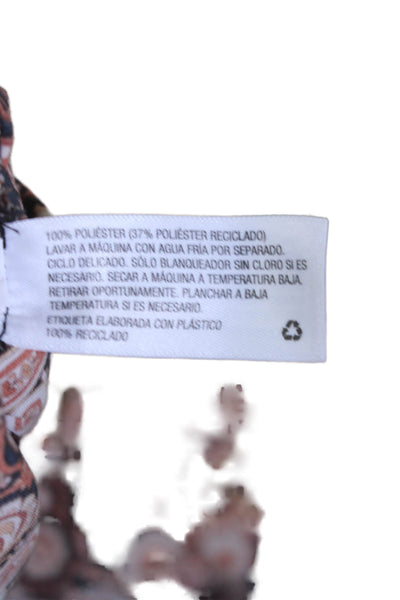 100% POLIÉSTER (37% POLIÉSTER RECICLADO)
LAVAR A MÁQUINA CON AGUA FRÍA POR SEPARADO.
CICLO DELICADO. SÓLO BLANQUEADOR SIN CLORO SI ES
NECESARIO. SECAR A MÁQUINA A TEMPERATURA BAJA.
RETIRAR OPORTUNAMENTE. PLANCHAR A BAJA
TEMPERATURA SI ES NECESARIO.
ETIQUETA ELABORADA CON PLÁSTICO
100% RECICLADO